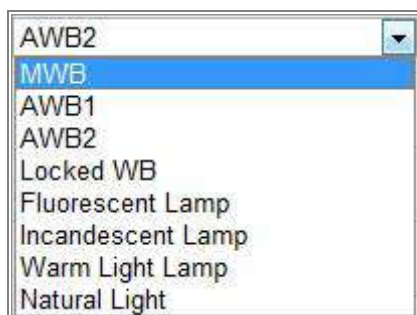 AWB2
MWB
AWB1
AWB2
Locked WB
Fluorescent Lamp
Incandescent Lamp
Warm Light Lamp
Natural Light